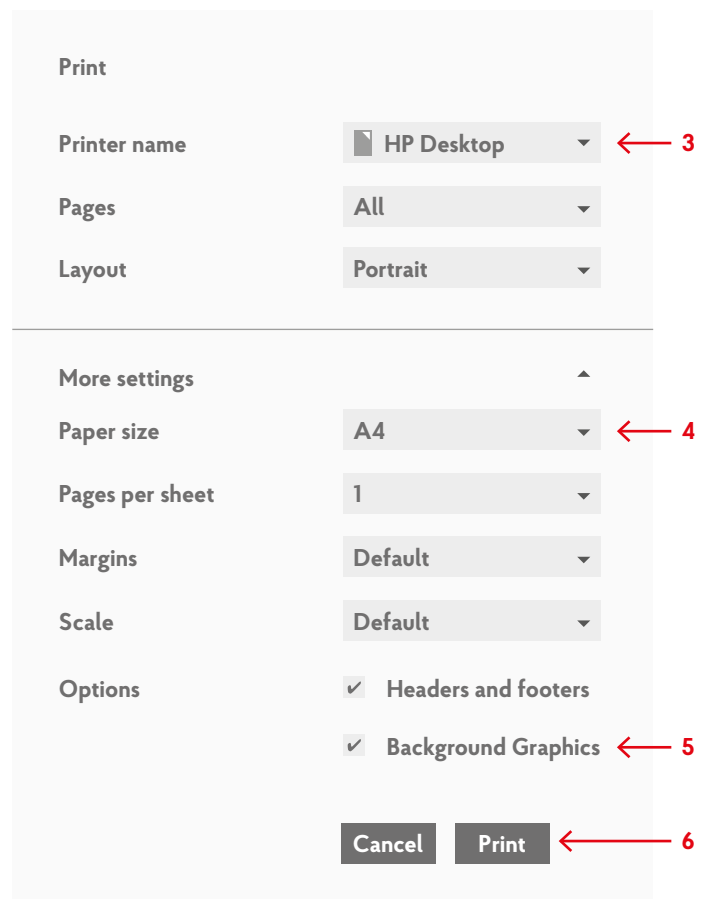 Print
Printer name HP Desktop 3
Pages All
Layout Portrait
More settings
Paper size A4 4
Pages per sheet 1
Margins Default
Scale Default
Options Headers and footers
Background Graphics 5
Cancel Print 6